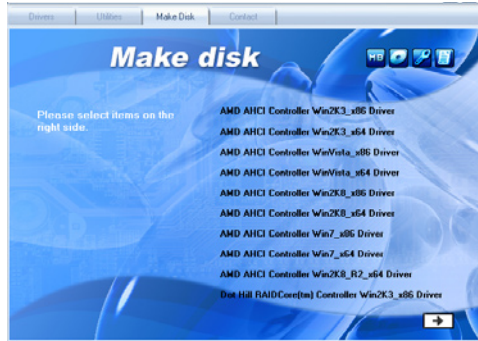 Drivers
Utilities
Make Disk
Contact
Make disk
MB
Please select items on the
right side.
AMD AHCI Controller Win2K3_x86 Driver
AMD AHCI Controller Win2K3_x64 Driver
AMD AHCI Controller WinVista_x86 Driver
AMD AHCI Controller WinVista_x64 Driver
AMD AHCI Controller Win2K8_x86 Driver
AMD AHCI Controller Win2K8_x64 Driver
AMD AHCI Controller Win7_x86 Driver
AMD AHCI Controller Win7_x64 Driver
AMD AHCI Controller Win2K8_R2_x64 Driver
Dot Hill RAIDCore(tm) Controller Win2K3_x86 Driver